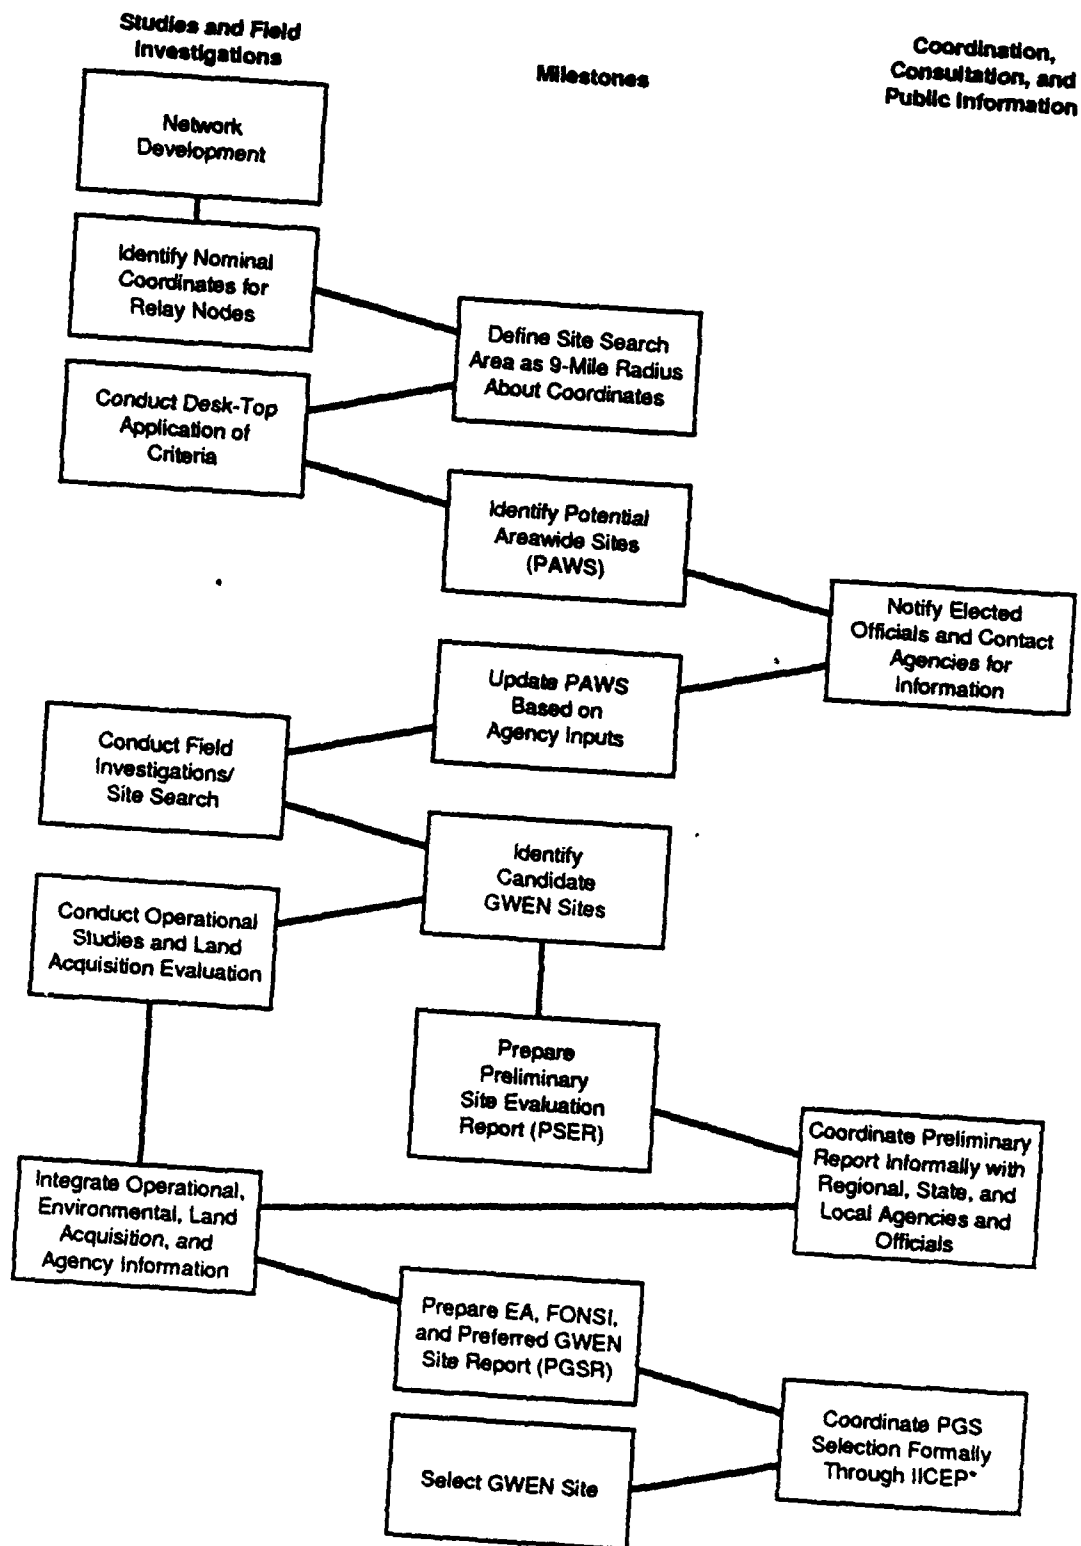 Studies and Field
Investigations
Milestones
Coordination,
Consultation, and
Public Information
Network
Development
Identify Nominal
Coordinates for
Relay Nodes
Define Site Search
Area as 9-Mile Radius
About Coordinates
Conduct Desk-Top
Application of
Criteria
Identify Potential
Areawide Sites
(PAWS)
Notify Elected
Officials and Contact
Agencies for
Information
Update PAWS
Based on
Agency Inputs
Conduct Field
Investigations/
Site Search
Identify
Candidate
GWEN Sites
Conduct Operational
Studies and Land
Acquisition Evaluation
Prepare
Preliminary
Site Evaluation
Report (PSER)
Coordinate Preliminary
Report Informally with
Regional, State, and
Local Agencies and
Officials
Integrate Operational,
Environmental, Land
Acquisition, and
Agency Information
Prepare EA, FONSI,
and Preferred GWEN
Site Report (PGSR)
Coordinate PGS
Selection Formally
Through IICEP*
Select GWEN Site